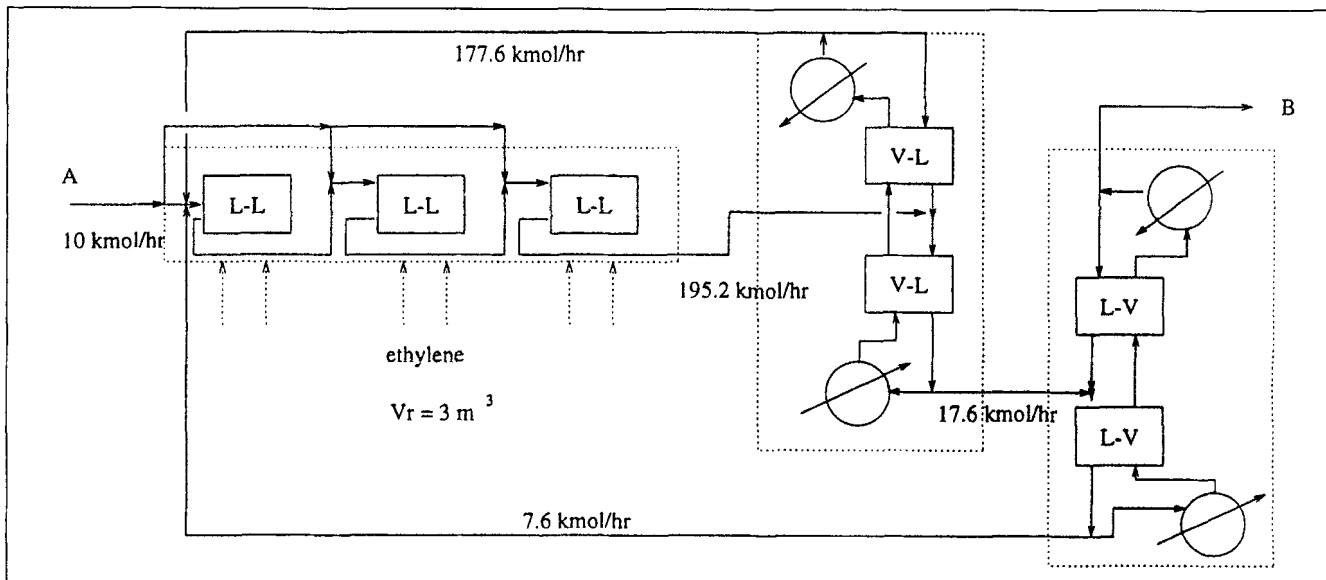 177.6 kmol/hr
A
10 kmol/hr
L-L
L-L
L-L
ethylene
Vr = 3 m 3
195.2 kmol/hr
V-L
V-L
17.6 kmol/hr
B
L-V
L-V
7.6 kmol/hr